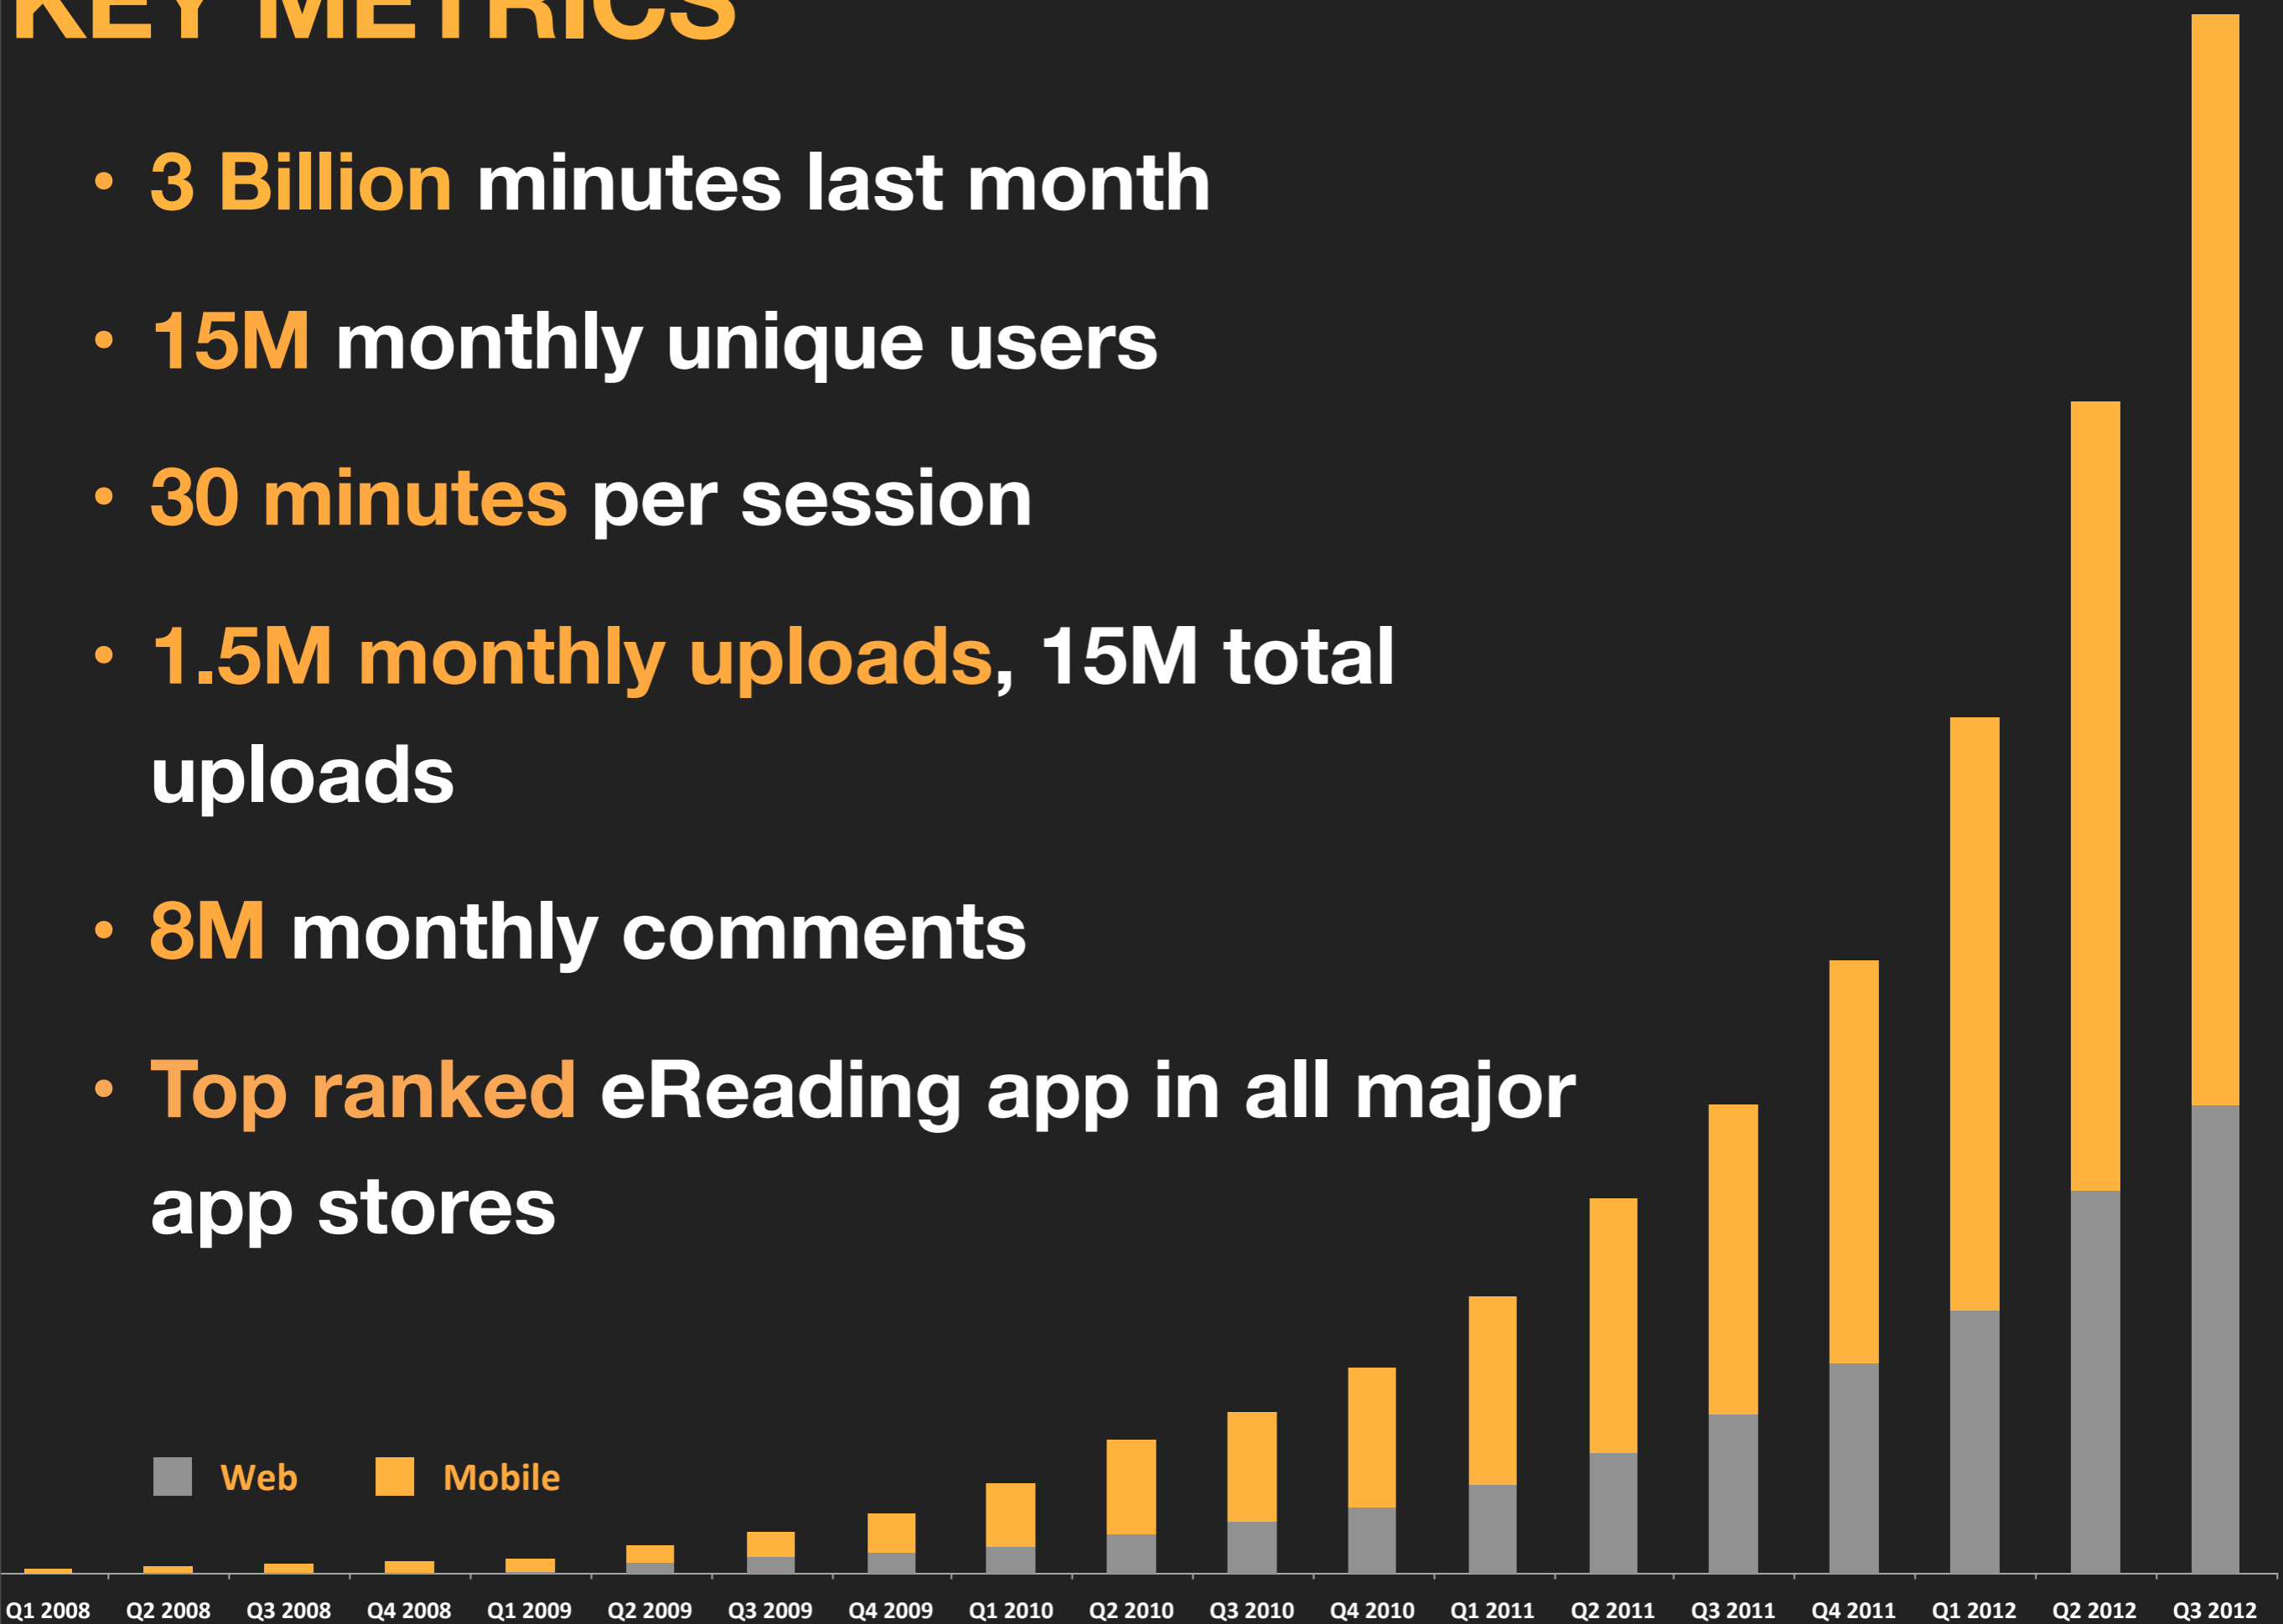 KEY METRICS
• 3 Billion minutes last month
• 15M monthly unique users
• 30 minutes per session
• 1.5M monthly uploads, 15M total
uploads
• 8M monthly comments
• Top ranked eReading app in all major
app stores
Web Mobile
Q1 2008 Q2 2008 Q3 2008 Q4 2008 Q1 2009 Q2 2009 Q3 2009 Q4 2009 Q1 2010 Q2 2010 Q3 2010 Q4 2010 Q1 2011 Q2 2011 Q3 2011 Q4 2011 Q1 2012 Q2 2012 Q3 2012